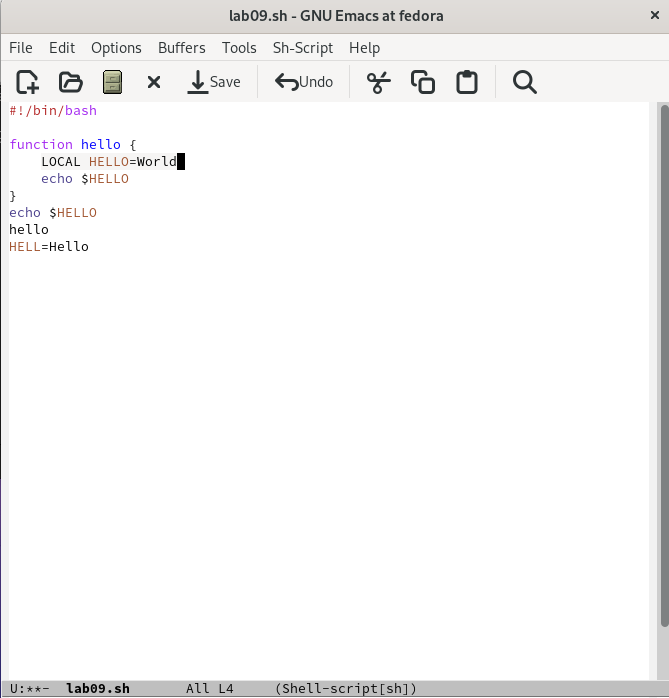 lab09.sh - GNU Emacs at fedora
File Edit Options Buffers Tools Sh-Script Help
Save Undo
#!/bin/bash
function hello {
    LOCAL HELLO=World
    echo $HELLO
}
echo $HELLO
hello
HELL=Hello
U:**- lab09.sh All L4 (Shell-script[sh])